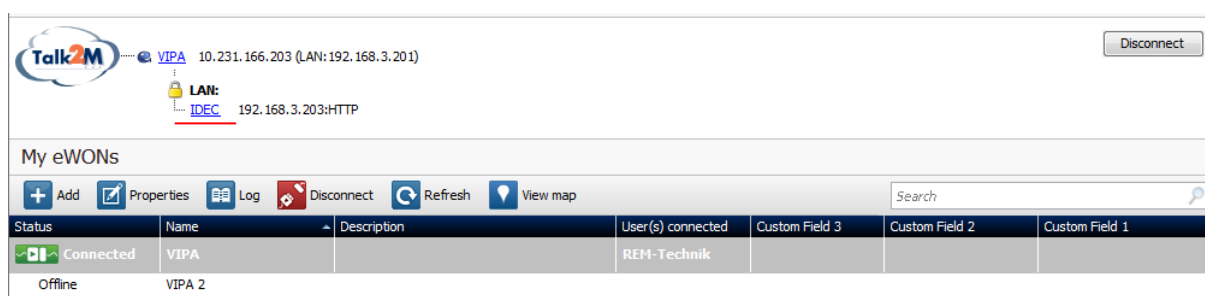 Talk2M VIPA 10.231.166.203 (LAN:192.168.3.201) Disconnect
LAN:
IDEC 192.168.3.203:HTTP
My eWONs
Add Properties Log Disconnect Refresh View map Search
Status Name Description User(s) connected Custom Field 3 Custom Field 2 Custom Field 1
Connected VIPA REM-Technik
Offline VIPA 2